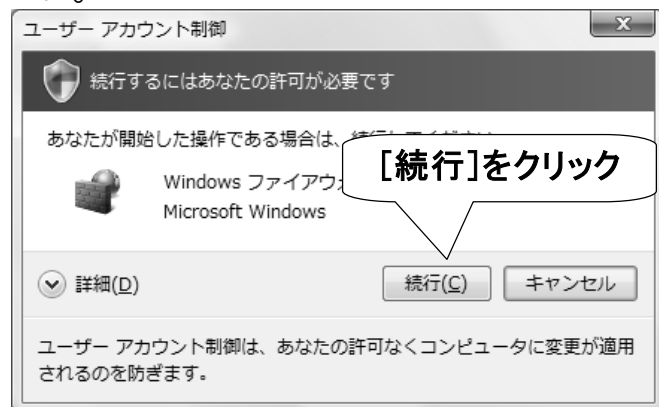 ユーザー アカウント制御
続行するにはあなたの許可が必要です
あなたが開始した操作である場合は、
[続行]をクリック
Windows ファイアウ
Microsoft Windows
詳細(D)
続行(C)
キャンセル
ユーザー アカウント制御は、あなたの許可なくコンピュータに変更が適用
されるのを防ぎます。